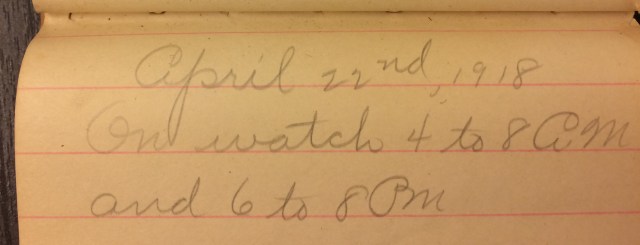 April 22nd, 1918
On watch 4 to 8 AM
and 6 to 8 PM